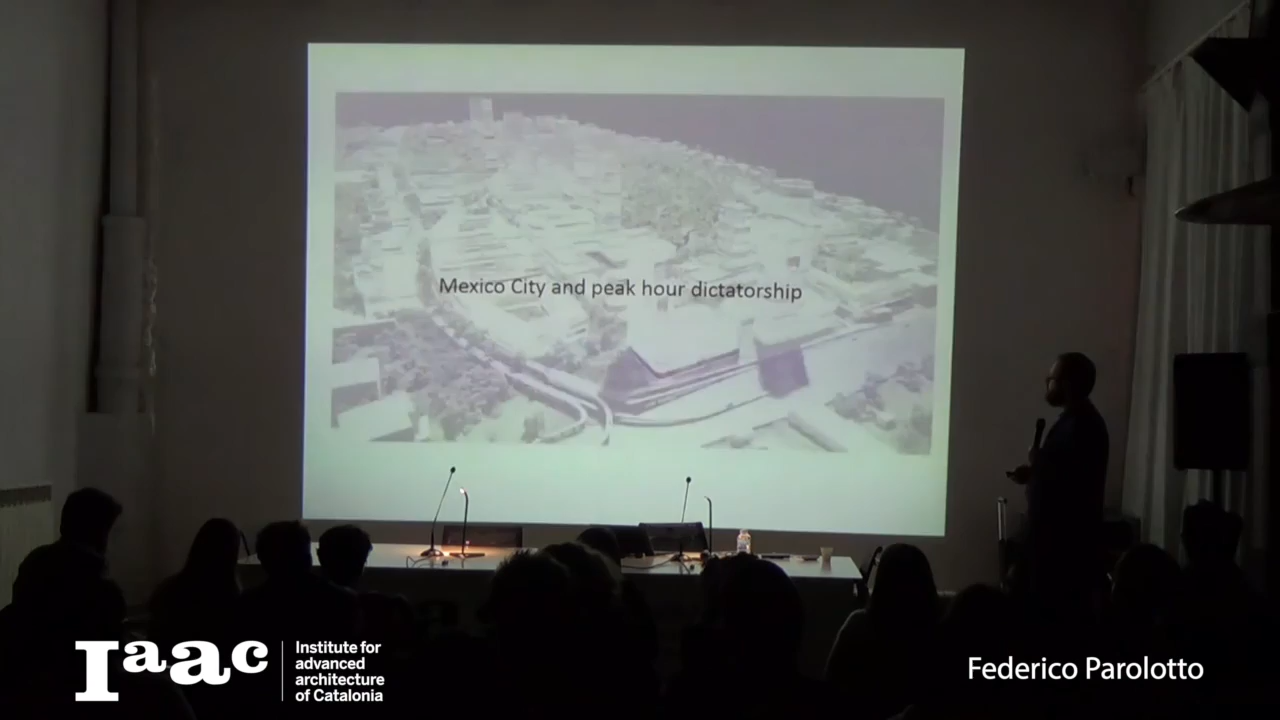 Mexico City and peak hour dictatorship
Iaac
Institute for
advanced
architecture
of Catalonia
Federico Parolotto